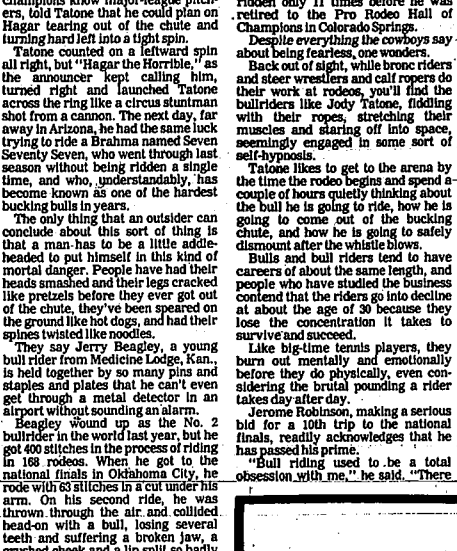 Champions know major-league pitch-
ers, told Tatone that he could plan on
Hagar tearing out of the chute and
turning hard left into a tight spin.
Tatone counted on a leftward spin
all right, but "Hagar the Horrible," as
the announcer kept calling him,
turned right and launched Tatone
across the ring like a circus stuntman
shot from a cannon. The next day, far
away in Arizona, he had the same luck
trying to ride a Brahma named Seven
Seventy Seven, who went through last
season without being ridden a single
time, and who, understandably, has
become known as one of the hardest
bucking bulls in years.
The only thing that an outsider can
conclude about this sort of thing is
that a man has to be a little addle-
headed to put himself in this kind of
mortal danger. People have had their
heads smashed and their legs cracked
like pretzels before they ever got out
of the chute, they've been speared on
the ground like hot dogs, and had their
spines twisted like noodles.
They say Jerry Beagley, a young
bull rider from Medicine Lodge, Kan.,
is held together by so many pins and
staples and plates that he can't even
get through a metal detector in an
airport without sounding an alarm.
Beagley wound up as the No. 2
bullrider in the world last year, but he
got 400 stitches in the process of riding
in 168 rodeos. When he got to the
national finals in Oklahoma City, he
rode with 63 stitches in a cut under his
arm. On his second ride, he was
thrown through the air and collided
head-on with a bull, losing several
teeth and suffering a broken jaw, a
crushed cheek and a lip split so badly
ridden only 11 times before he was
retired to the Pro Rodeo Hall of
Champions in Colorado Springs.
Despite everything the cowboys say
about being fearless, one wonders.
Back out of sight, while bronc riders
and steer wrestlers and calf ropers do
their work at rodeos, you'll find the
bullriders like Jody Tatone, fiddling
with their ropes, stretching their
muscles and staring off into space,
seemingly engaged in some sort of
self-hypnosis.
Tatone likes to get to the arena by
the time the rodeo begins and spend a
couple of hours quietly thinking about
the bull he is going to ride, how he is
going to come out of the bucking
chute, and how he is going to safely
dismount after the whistle blows.
Bulls and bull riders tend to have
careers of about the same length, and
people who have studied the business
contend that the riders go into decline
at about the age of 30 because they
lose the concentration it takes to
survive and succeed.
Like big-time tennis players, they
burn out mentally and emotionally
before they do physically, even con-
sidering the brutal pounding a rider
takes day after day.
Jerome Robinson, making a serious
bid for a 10th trip to the national
finals, readily acknowledges that he
has passed his prime.
"Bull riding used to be a total
obsession with me," he said. "There